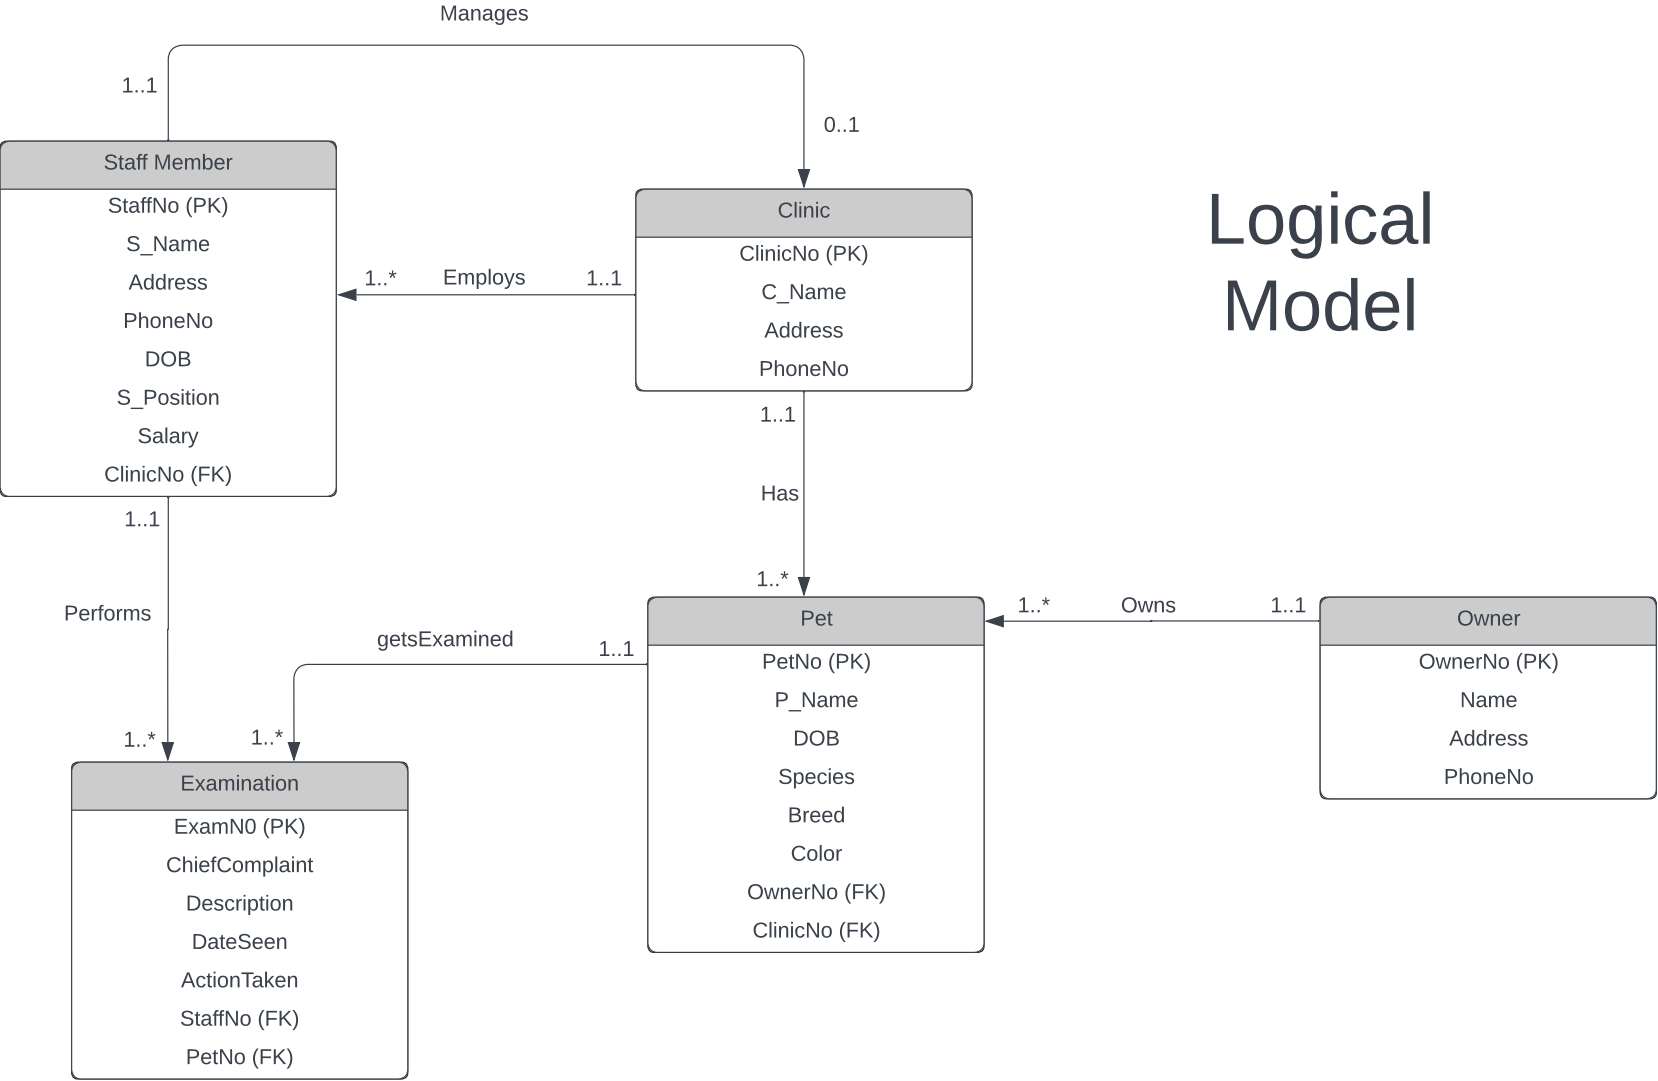 Manages
1..1
0..1
Staff Member
StaffNo (PK)
S_Name
Address
PhoneNo
DOB
S_Position
Salary
ClinicNo (FK)
1..*
Employs
1..1
Clinic
ClinicNo (PK)
C_Name
Address
PhoneNo
Logical
Model
1..1
Has
1..*
1..1
Performs
1..*
getsExamined
1..1
1..*
Pet
PetNo (PK)
P_Name
DOB
Species
Breed
Color
OwnerNo (FK)
ClinicNo (FK)
1..*
Owns
1..1
Owner
OwnerNo (PK)
Name
Address
PhoneNo
Examination
ExamN0 (PK)
ChiefComplaint
Description
DateSeen
ActionTaken
StaffNo (FK)
PetNo (FK)